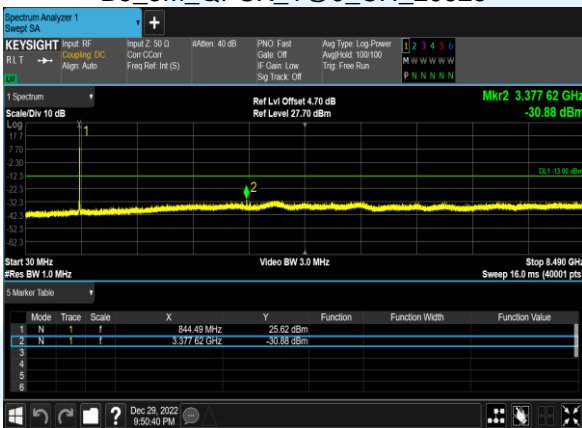 Spectrum Analyzer 1
Swept SA
+
KEYSIGHT Input: RF Input Z: 50 Ω #Atten: 40 dB PNO: Fast Avg Type: Log-Power 1 2 3 4 5 6
RLT Coupling: DC Corr CCorr Gate: Off Avg|Hold: 100/100 M W W W W W
Align: Auto Freq Ref: Int (S) IF Gain: Low Trig: Free Run P N N N N N
Sig Track: Off
LW
1 Spectrum Ref Lvl Offset 4.70 dB Mkr2 3.377 62 GHz
Scale/Div 10 dB Ref Level 27.70 dBm -30.88 dBm
Log
17.7
7.70
-2.30
-12.3
-22.3
-32.3
-42.3
-52.3
-62.3
1
2
DL1 -13.00 dBm
Start 30 MHz Video BW 3.0 MHz Stop 8.490 GHz
#Res BW 1.0 MHz Sweep 16.0 ms (40001 pts)
5 Marker Table
Mode Trace Scale X Y Function Function Width Function Value
1 N 1 f 844.49 MHz 25.62 dBm
2 N 1 f 3.377 62 GHz -30.88 dBm
3
4
5
6
? Dec 29, 2022
9:50:40 PM